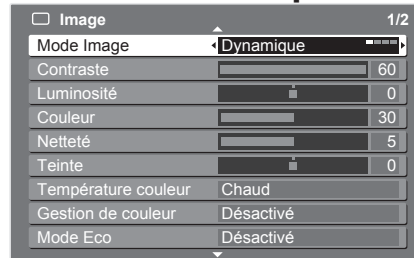 Image 1/2
Mode Image Dynamique
Contraste 60
Luminosité 0
Couleur 30
Netteté 5
Teinte 0
Température couleur Chaud
Gestion de couleur Désactivé
Mode Eco Désactivé